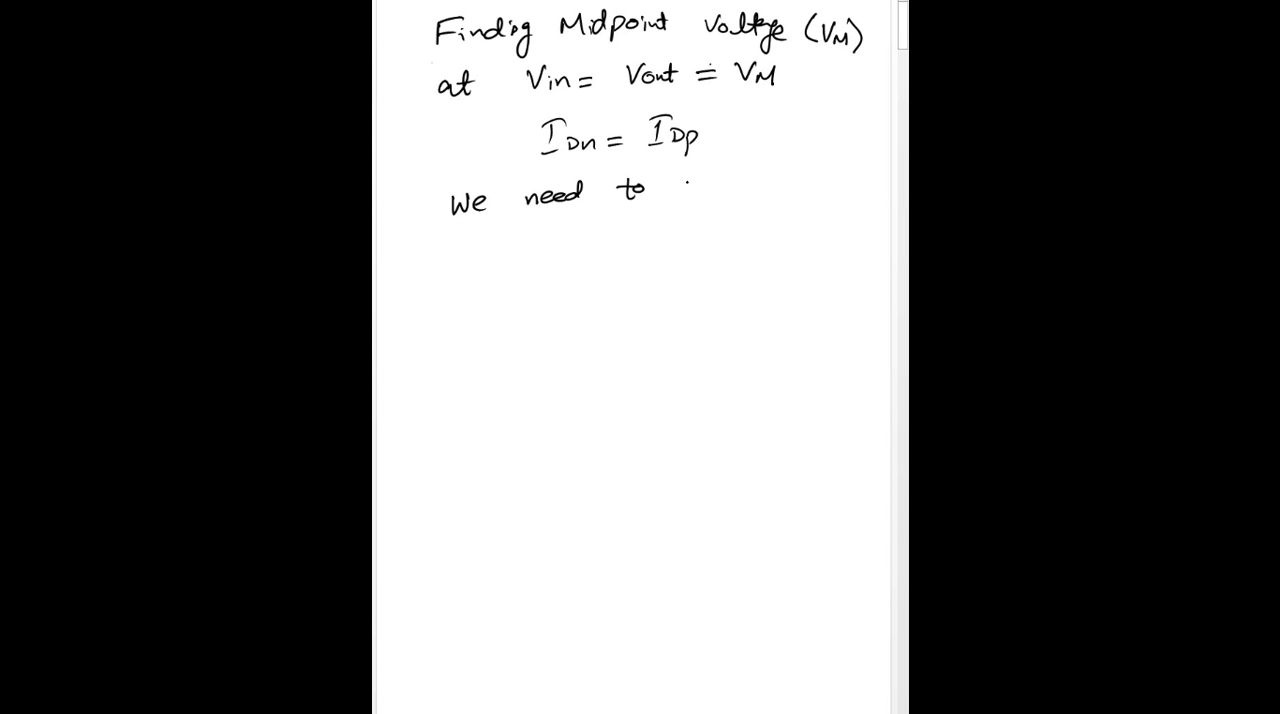 Finding Midpoint Voltage (VM)
at Vin = Vout = VM
IDn = IDp
We need to